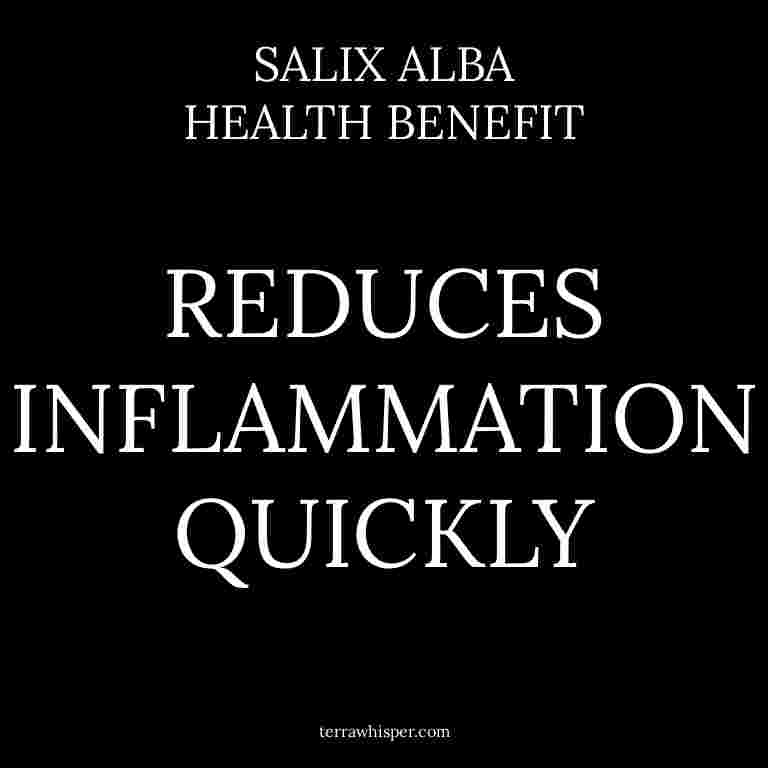 SALIX ALBA
HEALTH BENEFIT
REDUCES
INFLAMMATION
QUICKLY
terrawhisper.com